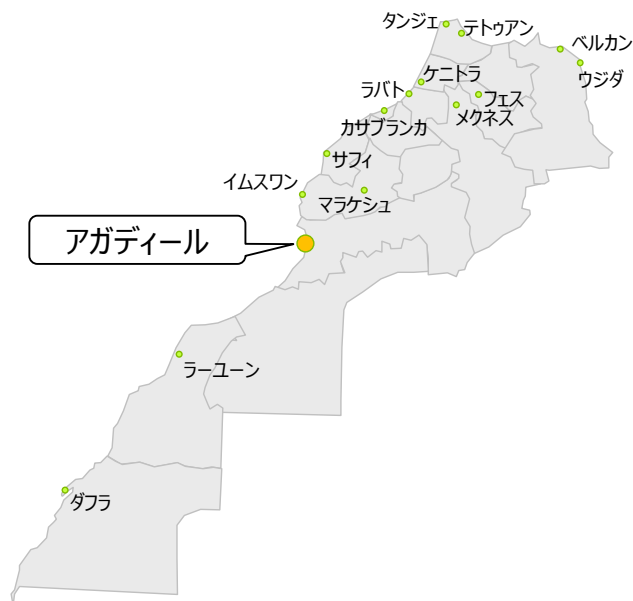 タンジェ
テトゥアン
ベルカン
ウジダ
ケニトラ
ラバト
フェス
メクネス
カサブランカ
サフィ
イムスワン
マラケシュ
アガディール
ラーユーン
ダフラ